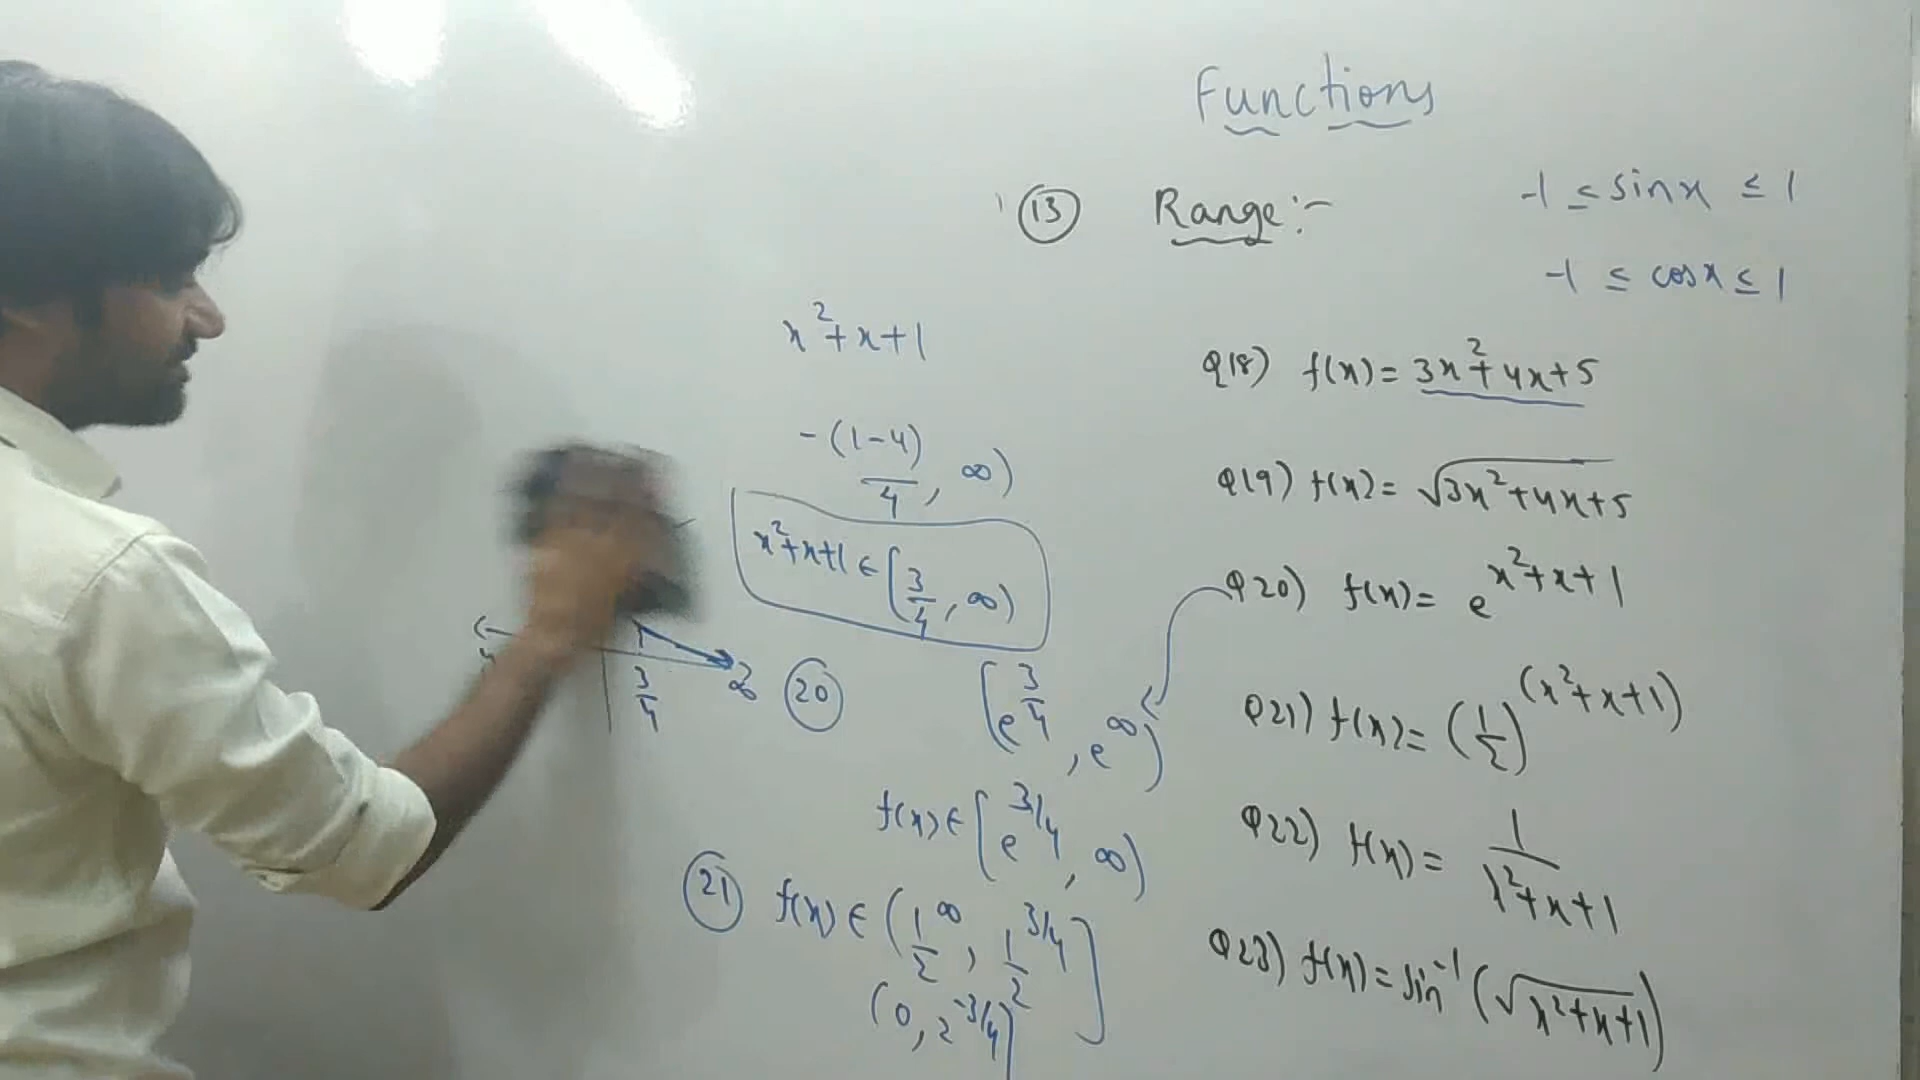 Functions
13 Range:-
-1 ≤ sinx ≤ 1
-1 ≤ cosx ≤ 1
x²+x+1
-(1-4)/4, ∞)
x²+x+1 ∈ [3/4, ∞)
3/4 ∞
20 [e^3/4, e^∞)
f(x) ∈ [e^3/4, ∞)
21 f(x) ∈ (1/2^∞, 1/2^3/4]
(0, 2^-3/4]
Q18) f(x) = 3x²+4x+5
Q19) f(x) = √3x²+4x+5
Q20) f(x) = e^x²+x+1
Q21) f(x) = (1/2)^(x²+x+1)
Q22) f(x) = 1/x²+x+1
Q23) f(x) = sin⁻¹(√x²+x+1)